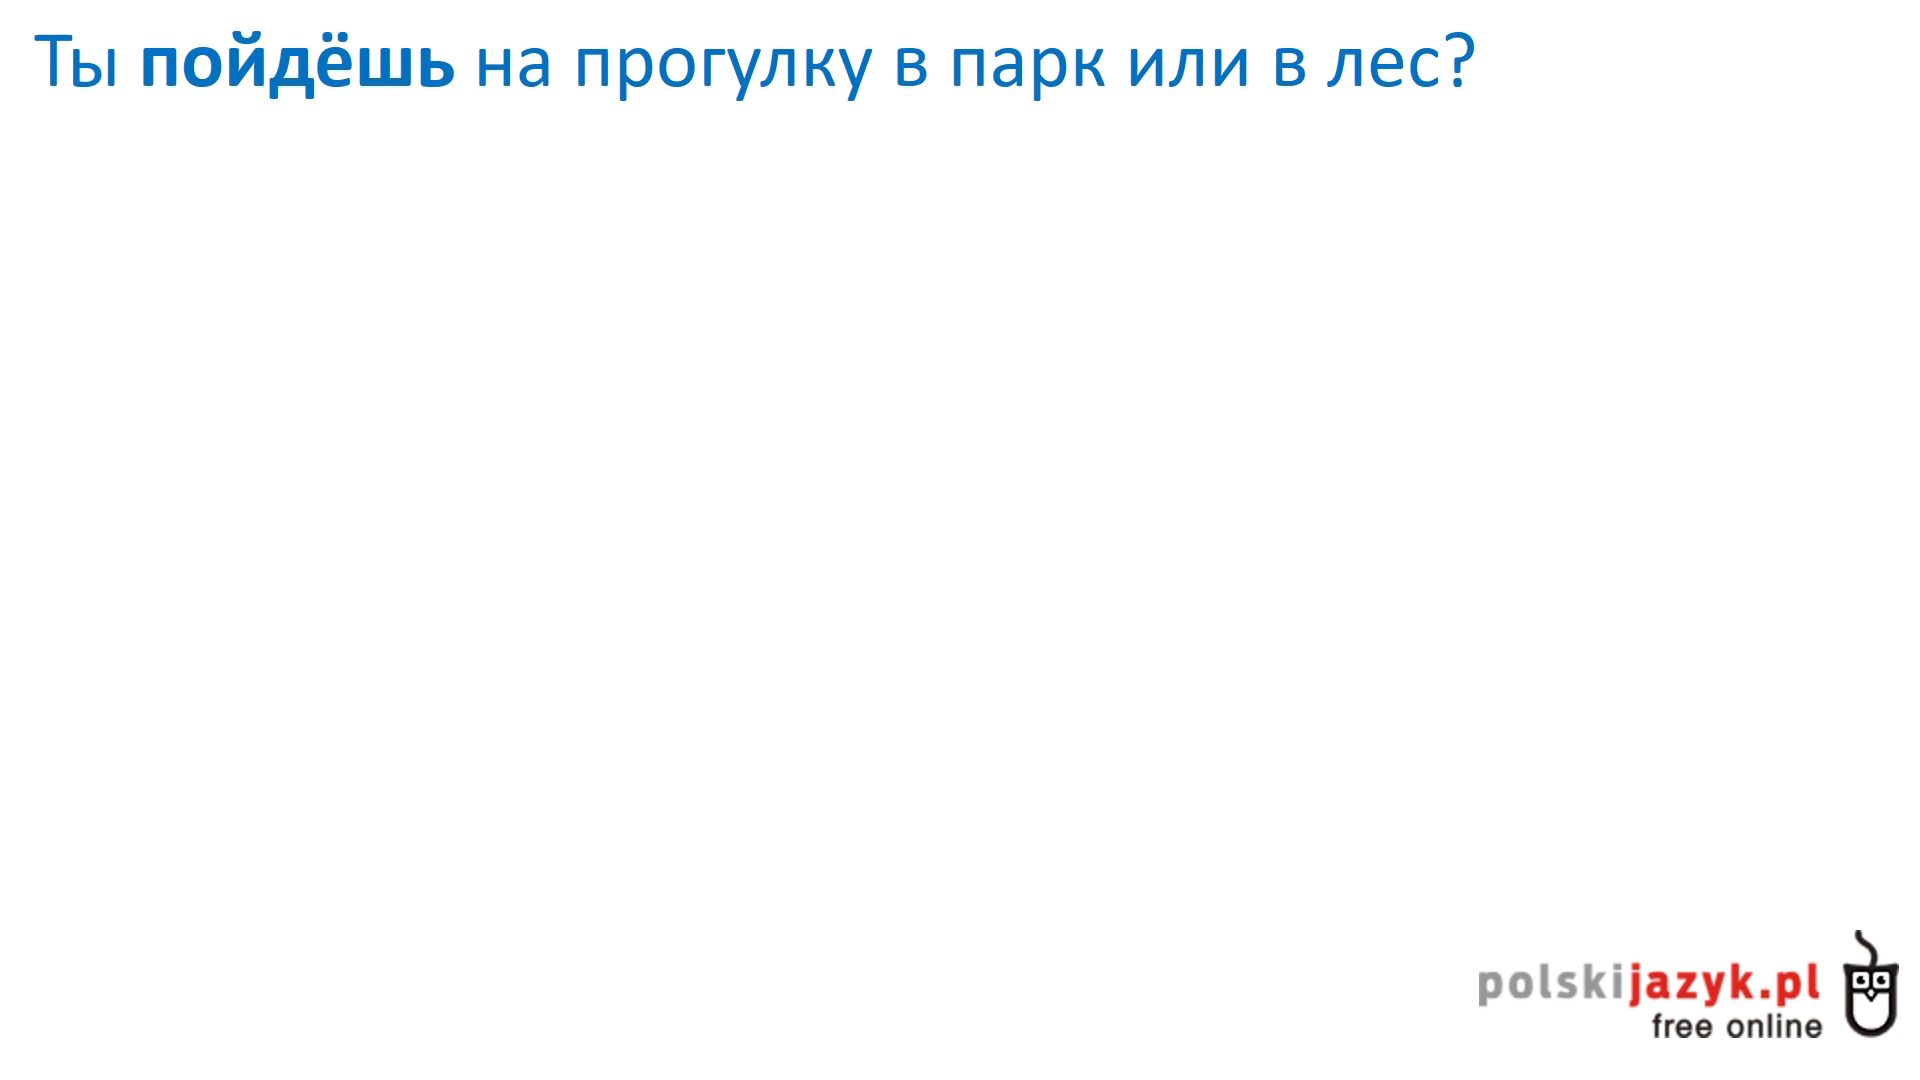 Ты пойдёшь на прогулку в парк или в лес?
polskijazyk.pl
free online